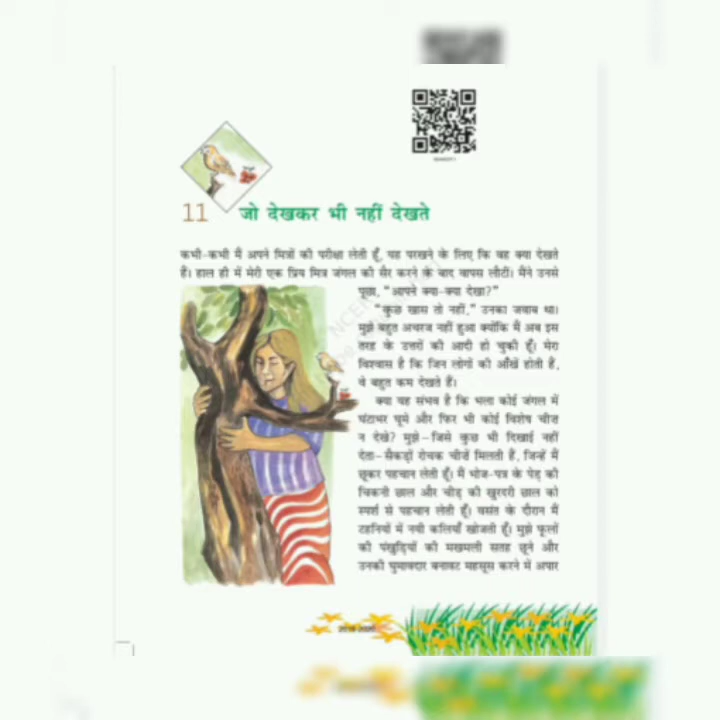 11 जो देखकर भी नहीं देखते
कभी-कभी मैं अपने मित्रों की परीक्षा लेती हूँ, यह परखने के लिए कि वह क्या देखते
हैं। हाल ही में मेरी एक प्रिय मित्र जंगल की सैर करने के बाद वापस लौटीं। मैंने उनसे
पूछा, “आपने क्या-क्या देखा?”
“कुछ खास तो नहीं,” उनका जवाब था।
मुझे बहुत अचरज नहीं हुआ क्योंकि मैं अब इस
तरह के उत्तरों की आदी हो चुकी हूँ। मेरा
विश्वास है कि जिन लोगों की आँखें होती हैं,
वे बहुत कम देखते हैं।
क्या यह संभव है कि भला कोई जंगल में
घंटाभर घूमे और फिर भी कोई विशेष चीज़
न देखे? मुझे–जिसे कुछ भी दिखाई नहीं
देता–सैकड़ों रोचक चीजें मिलती हैं, जिन्हें मैं
छूकर पहचान लेती हूँ। मैं भोज-पत्र के पेड़ की
चिकनी छाल और चीड़ की खुरदरी छाल को
स्पर्श से पहचान लेती हूँ। वसंत के दौरान मैं
टहनियों में नयी कलियाँ खोजती हूँ। मुझे फूलों
की पंखुड़ियों की मखमली सतह छूने और
उनकी घुमावदार बनावट महसूस करने में अपार